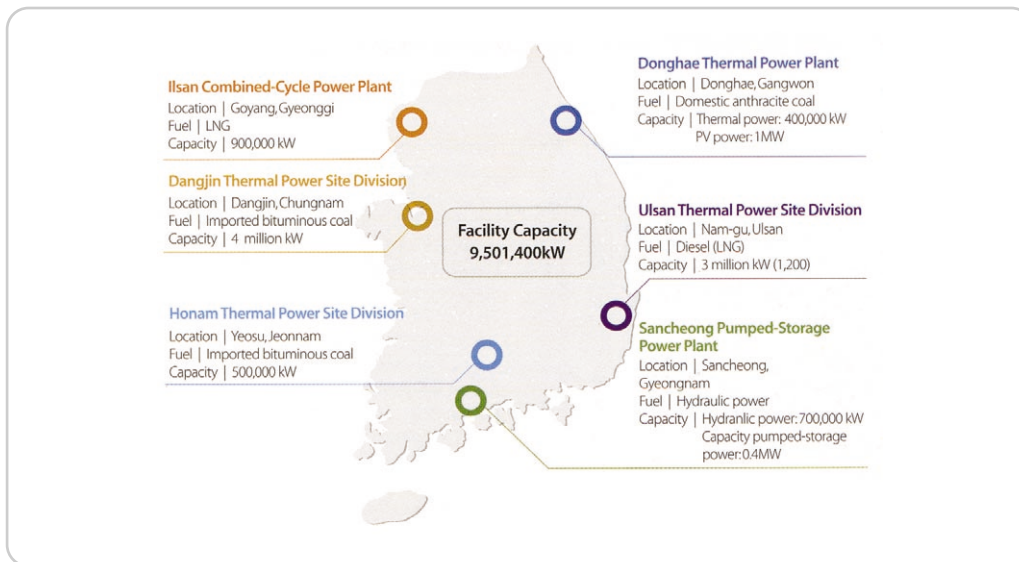 Ilsan Combined-Cycle Power Plant
Location | Goyang, Gyeonggi
Fuel | LNG
Capacity | 900,000 kW
Dangjin Thermal Power Site Division
Location | Dangjin, Chungnam
Fuel | Imported bituminous coal
Capacity | 4 million kW
Honam Thermal Power Site Division
Location | Yeosu, Jeonnam
Fuel | Imported bituminous coal
Capacity | 500,000 kW
Facility Capacity
9,501,400kW
Donghae Thermal Power Plant
Location | Donghae, Gangwon
Fuel | Domestic anthracite coal
Capacity | Thermal power: 400,000 kW
PV power: 1MW
Ulsan Thermal Power Site Division
Location | Nam-gu, Ulsan
Fuel | Diesel (LNG)
Capacity | 3 million kW (1,200)
Sancheong Pumped-Storage
Power Plant
Location | Sancheong,
Gyeongnam
Fuel | Hydraulic power
Capacity | Hydranlic power: 700,000 kW
Capacity pumped-storage
power: 0.4MW